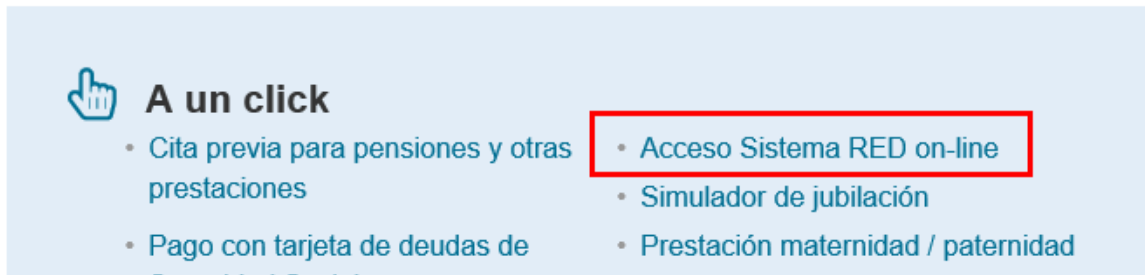 A un click
Cita previa para pensiones y otras
prestaciones
Pago con tarjeta de deudas de
Acceso Sistema RED on-line
Simulador de jubilación
Prestación maternidad / paternidad